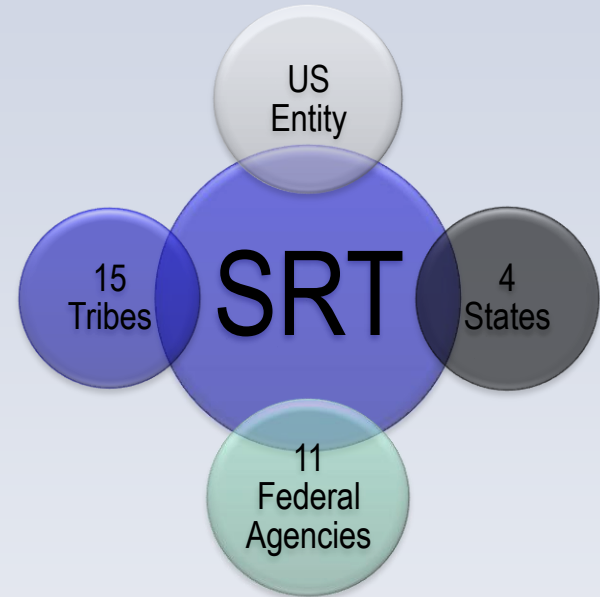 US
Entity
15
Tribes
SRT
4
States
11
Federal
Agencies